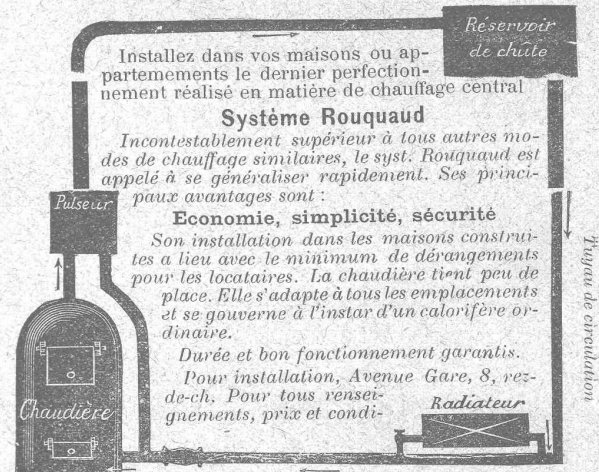 Réservoir
de chûte
Installez dans vos maisons ou ap-
partemements le dernier perfection-
nement réalisé en matière de chauffage central
Système Rouquaud
Incontestablement supérieur à tous autres mo-
des de chauffage similaires, le syst. Rouquaud est
appelé à se généraliser rapidement. Ses princi-
paux avantages sont :
Pulseur
Economie, simplicité, sécurité
Son installation dans les maisons construi-
tes a lieu avec le minimum de dérangements
pour les locataires. La chaudière tient peu de
place. Elle s'adapte à tous les emplacements
et se gouverne à l'instar d'un calorifère or-
dinaire.
Durée et bon fonctionnement garantis.
Pour installation, Avenue Gare, 8, rez-
de-ch. Pour tous rensei-
gnements, prix et condi-
Chaudière
Radiateur
Tuyau de circulation